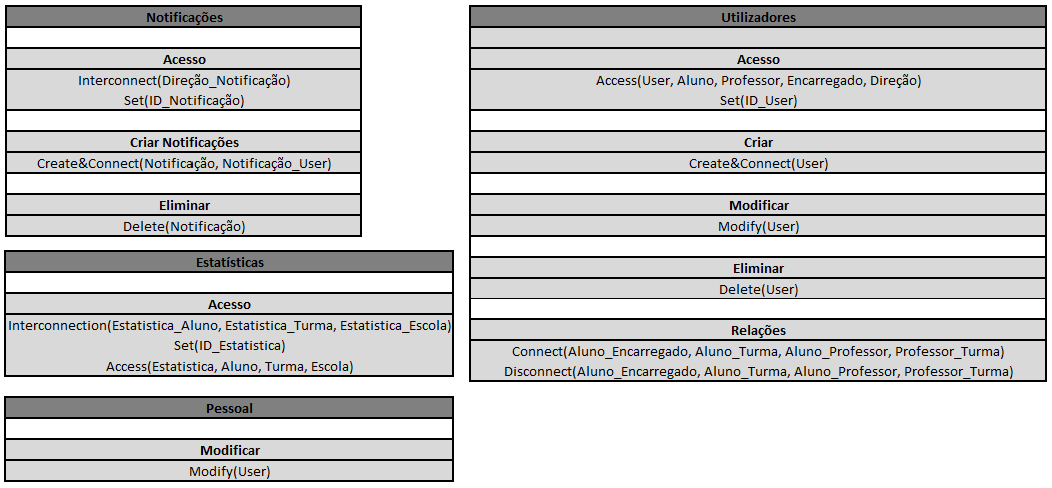 Notificações
Acesso
Interconnect(Direção_Notificação)
Set(ID_Notificação)
Criar Notificações
Create&Connect(Notificação, Notificação_User)
Eliminar
Delete(Notificação)
Estatísticas
Acesso
Interconnection(Estatistica_Aluno, Estatistica_Turma, Estatistica_Escola)
Set(ID_Estatistica)
Access(Estatistica, Aluno, Turma, Escola)
Pessoal
Modificar
Modify(User)
Utilizadores
Acesso
Access(User, Aluno, Professor, Encarregado, Direção)
Set(ID_User)
Criar
Create&Connect(User)
Modificar
Modify(User)
Eliminar
Delete(User)
Relações
Connect(Aluno_Encarregado, Aluno_Turma, Aluno_Professor, Professor_Turma)
Disconnect(Aluno_Encarregado, Aluno_Turma, Aluno_Professor, Professor_Turma)